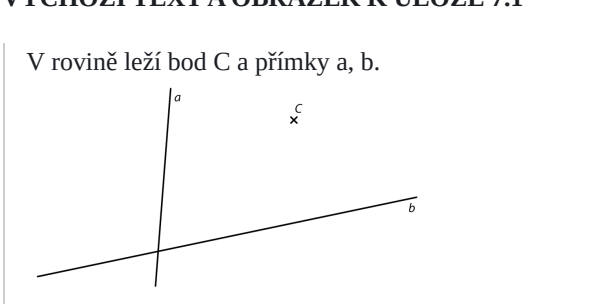 VÝCHOZÍ TEXT A OBRÁZEK K ÚLOZE 7.1
V rovině leží bod C a přímky a, b.
a
C
b